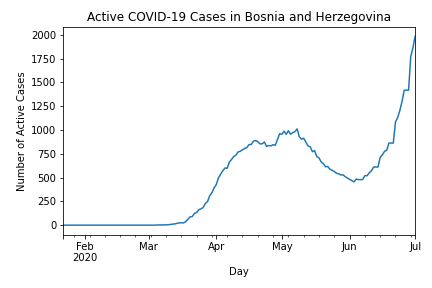 Active COVID-19 Cases in Bosnia and Herzegovina
2000
1750
1500
1250
1000
750
500
250
0
Number of Active Cases
Feb Mar Apr May Jun Jul
2020
Day